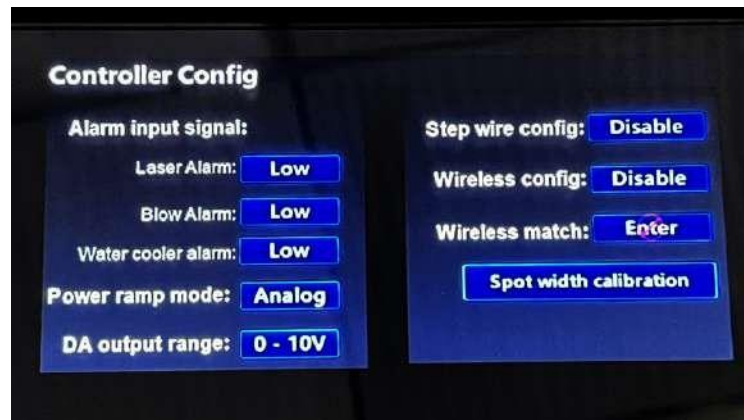 Controller Config
Alarm input signal:
Laser Alarm: Low
Blow Alarm: Low
Water cooler alarm: Low
Power ramp mode: Analog
DA output range: 0 - 10V
Step wire config: Disable
Wireless config: Disable
Wireless match: Enter
Spot width calibration